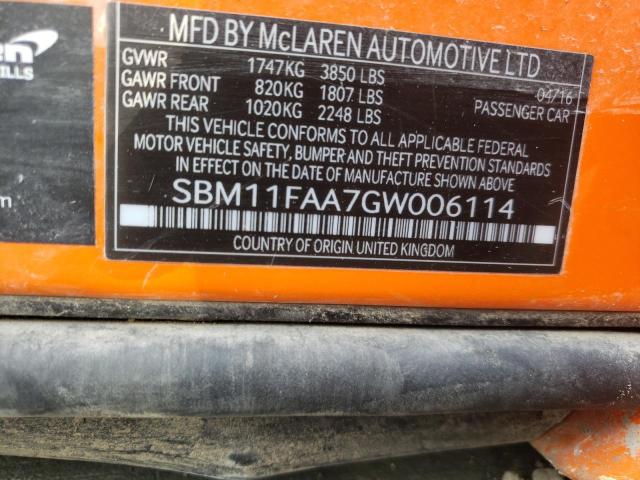 MFD BY McLAREN AUTOMOTIVE LTD
GVWR 1747KG 3850 LBS 04/16
GAWR FRONT 820KG 1807 LBS PASSENGER CAR
GAWR REAR 1020KG 2248 LBS
THIS VEHICLE CONFORMS TO ALL APPLICABLE FEDERAL
MOTOR VEHICLE SAFETY, BUMPER AND THEFT PREVENTION STANDARDS
IN EFFECT ON THE DATE OF MANUFACTURE SHOWN ABOVE.
SBM11FAA7GW006114
COUNTRY OF ORIGIN UNITED KINGDOM